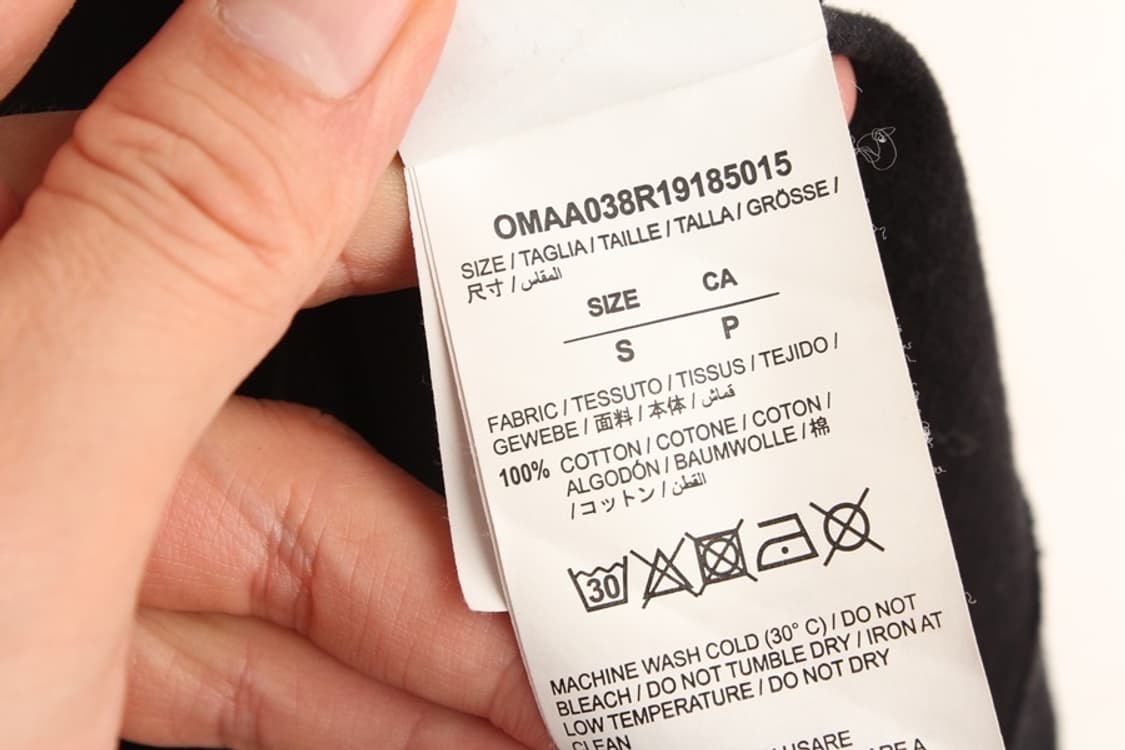 OMAA038R19185015
SIZE / TAGLIA / TAILLE / TALLA / GRÖSSE /
尺寸 / المقاس
SIZE CA
S P
FABRIC / TESSUTO / TISSUS / TEJIDO /
GEWEBE / 面料 / 本体 / قماش
100% COTTON / COTONE / COTON /
ALGODÓN / BAUMWOLLE / 棉
/ コットン / القطن
30
MACHINE WASH COLD (30° C) / DO NOT
BLEACH / DO NOT TUMBLE DRY / IRON AT
LOW TEMPERATURE / DO NOT DRY
CLEAN
USARE